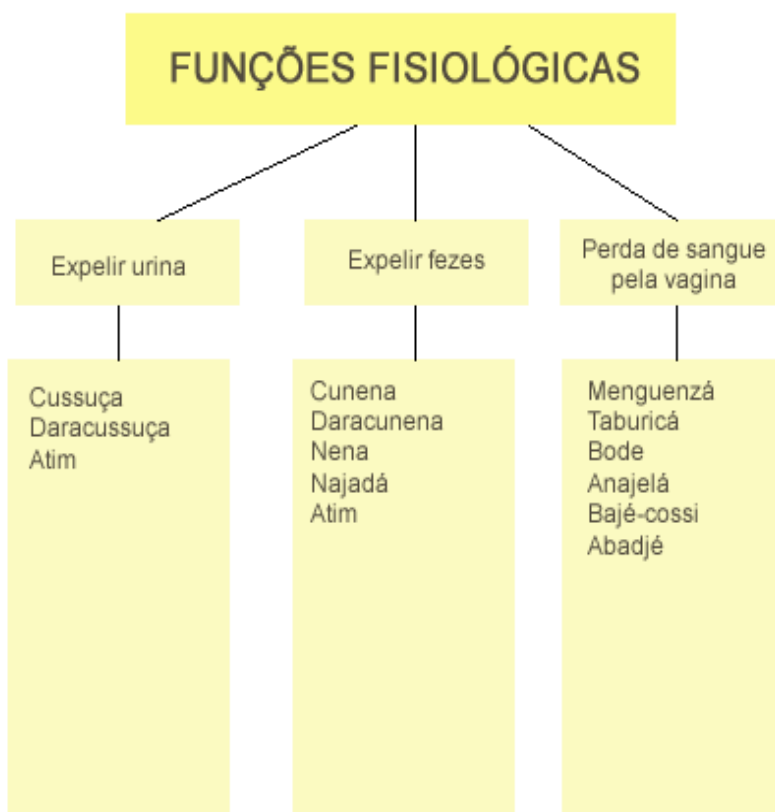 FUNÇÕES FISIOLÓGICAS
Expelir urina
Expelir fezes
Perda de sangue
pela vagina
Cussuça
Daracussuça
Atim
Cunena
Daracunena
Nena
Najadá
Atim
Menguenzá
Taburicá
Bode
Anajelá
Bajé-cossi
Abadjé